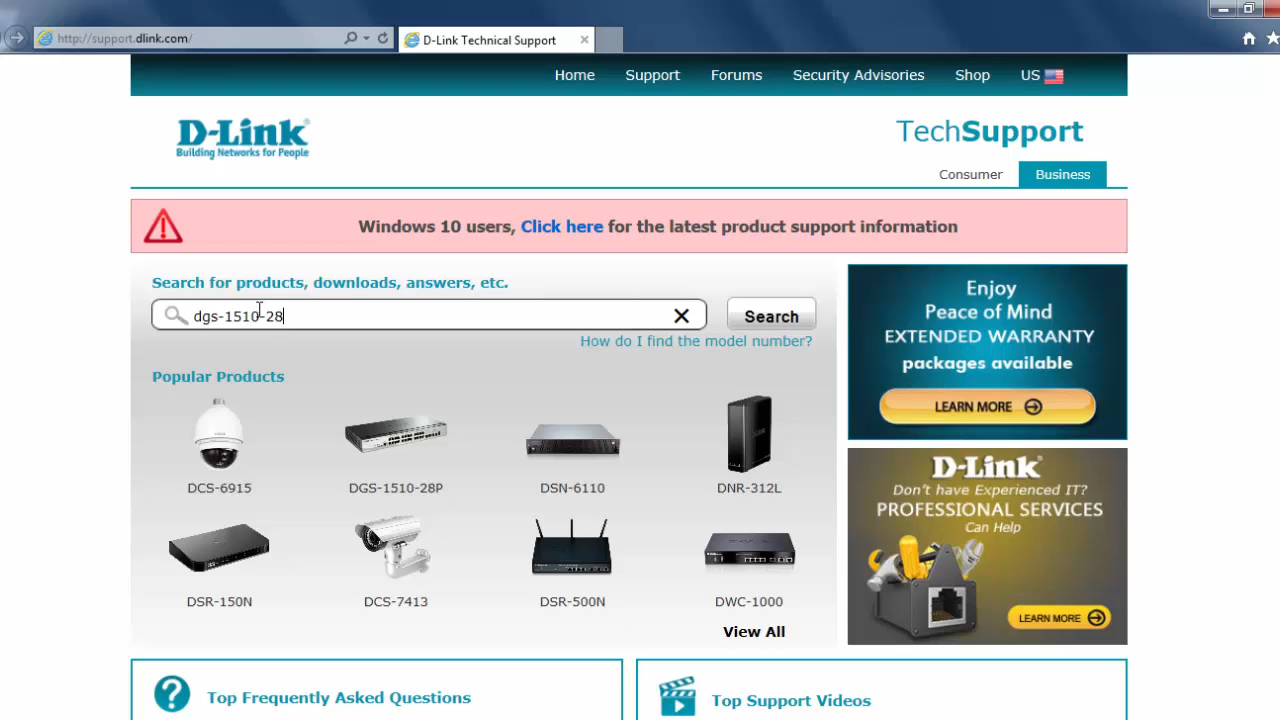 http://support.dlink.com/
D-Link Technical Support
Home Support Forums Security Advisories Shop US
D-Link
Building Networks for People
TechSupport
Consumer Business
Windows 10 users, Click here for the latest product support information
Search for products, downloads, answers, etc.
dgs-1510-28
Search
How do I find the model number?
Popular Products
DCS-6915 DGS-1510-28P DSN-6110 DNR-312L
DSR-150N DCS-7413 DSR-500N DWC-1000
View All
Enjoy
Peace of Mind
EXTENDED WARRANTY
packages available
LEARN MORE
D-Link
Don't have Experienced IT?
PROFESSIONAL SERVICES
Can Help
LEARN MORE
Top Frequently Asked Questions
Top Support Videos